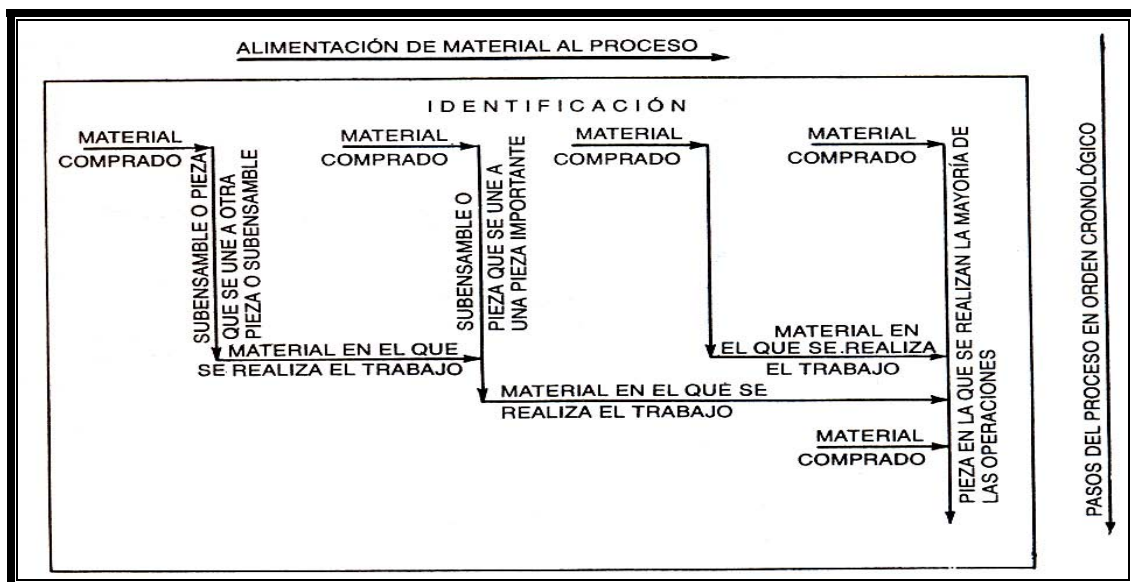 ALIMENTACIÓN DE MATERIAL AL PROCESO
IDENTIFICACIÓN
MATERIAL
COMPRADO
MATERIAL
COMPRADO
MATERIAL
COMPRADO
MATERIAL
COMPRADO
SUBENSAMBLE O PIEZA
QUE SE UNE A OTRA
PIEZA O SUBENSAMBLE
SUBENSAMBLE O
PIEZA QUE SE UNE A
UNA PIEZA IMPORTANTE
MATERIAL EN EL QUE
SE REALIZA EL TRABAJO
MATERIAL EN
EL QUE SE.REALIZA
EL TRABAJO
MATERIAL EN EL QUE SE
REALIZA EL TRABAJO
MATERIAL
COMPRADO
PIEZA EN LA QUE SE REALIZAN LA MAYORÍA DE
LAS OPERACIONES
PASOS DEL PROCESO EN ORDEN CRONOLÓGICO